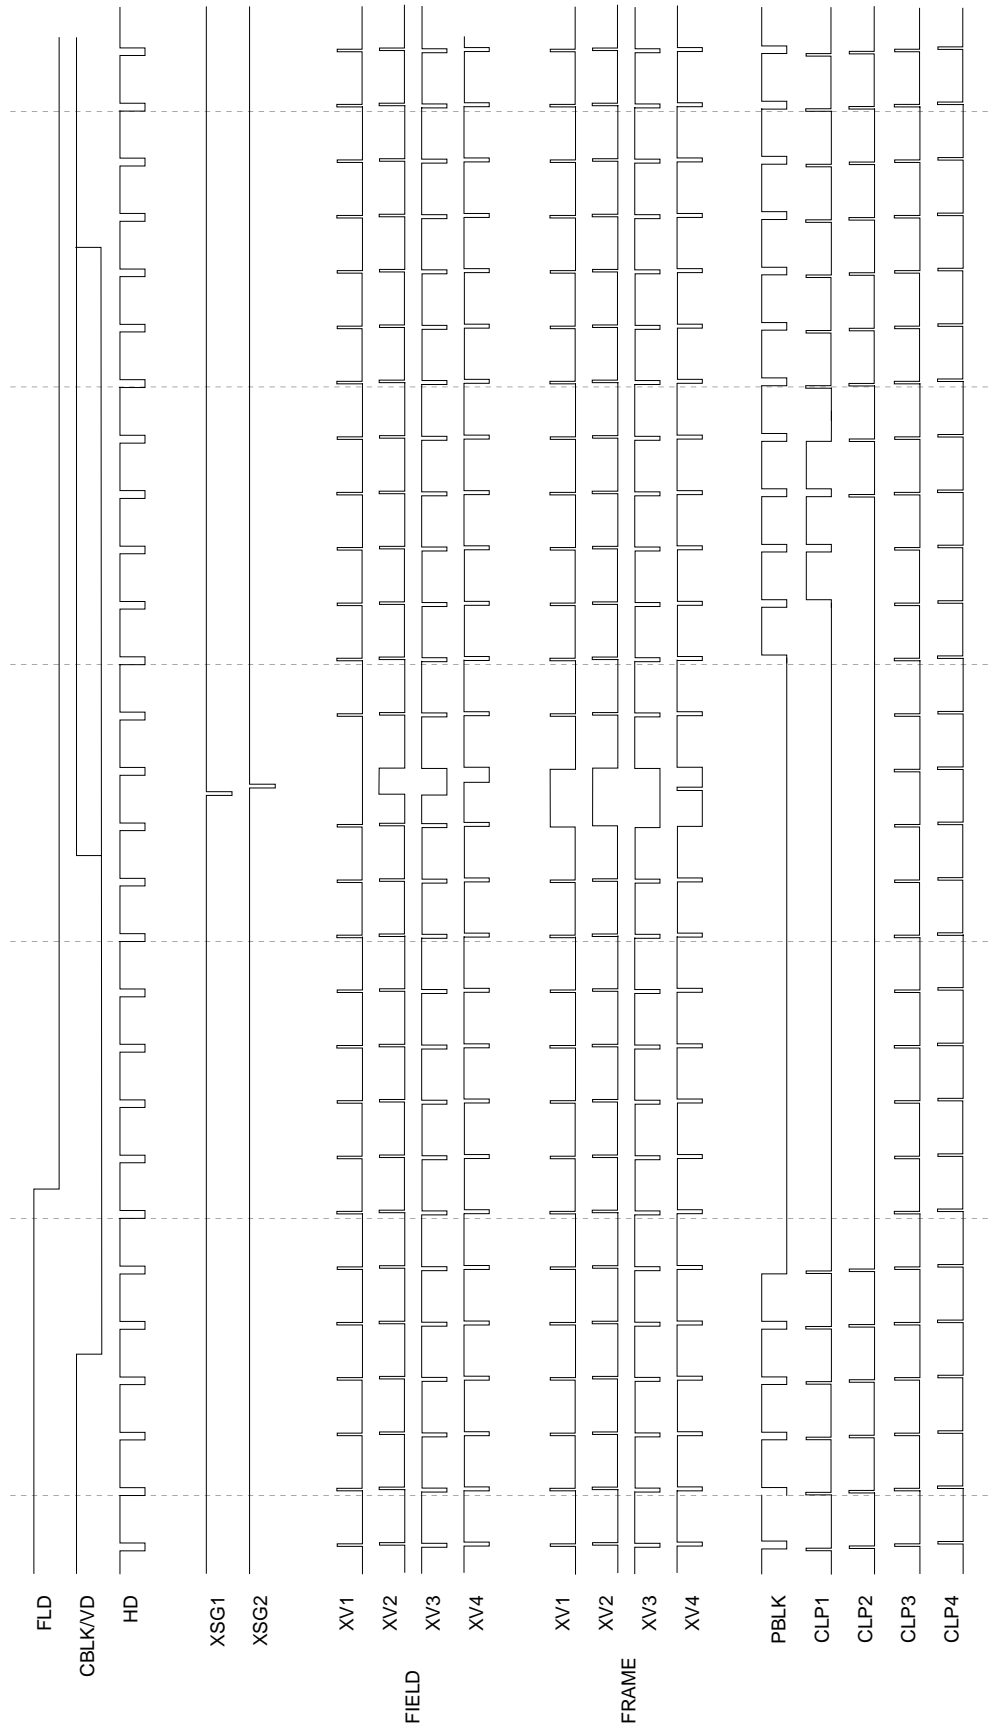 FLD
CBLK/VD
HD
XSG1
XSG2
FIELD
XV1
XV2
XV3
XV4
FRAME
XV1
XV2
XV3
XV4
PBLK
CLP1
CLP2
CLP3
CLP4